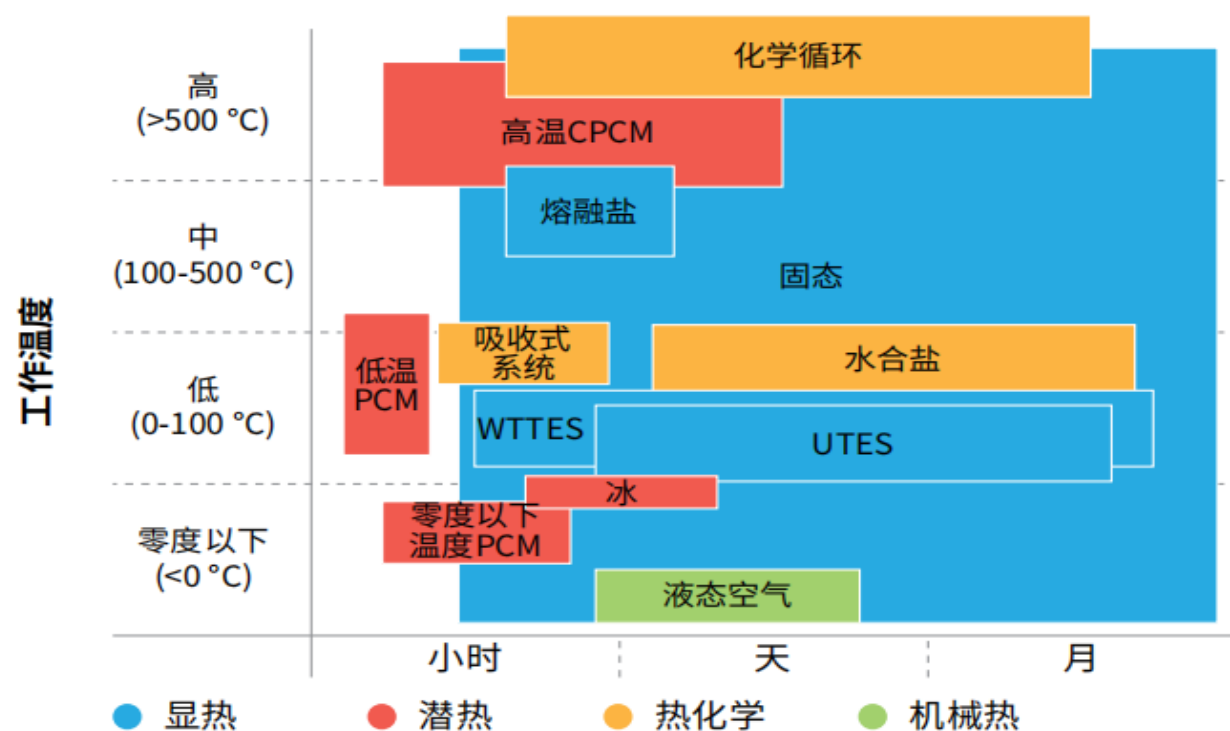 化学循环
高
(>500 °C)
高温CPCM
熔融盐
中
(100-500 °C)
固态
工作温度
吸收式
系统
水合盐
低温
PCM
低
(0-100 °C)
WTTES
UTES
冰
零度以下
温度PCM
零度以下
(<0 °C)
液态空气
小时
天
月
显热
潜热
热化学
机械热